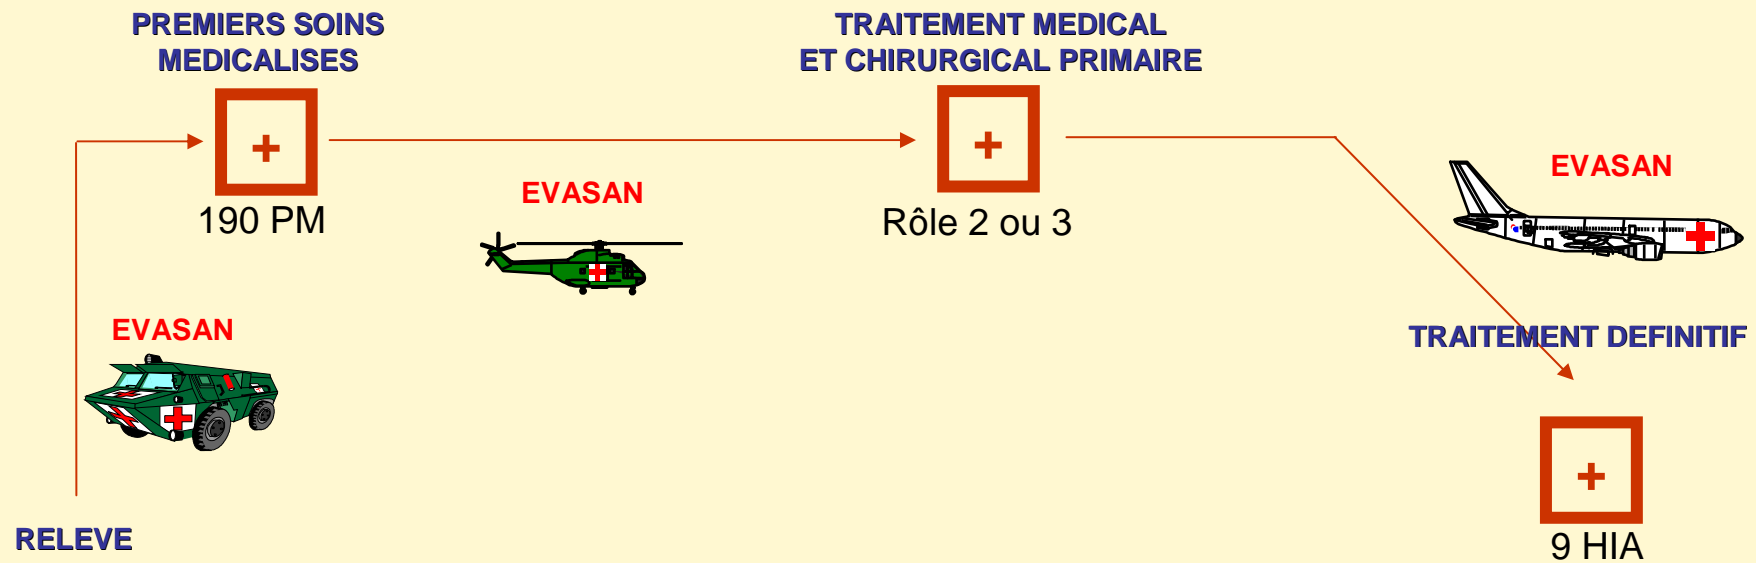 PREMIERS SOINS
MEDICALISES
TRAITEMENT MEDICAL
ET CHIRURGICAL PRIMAIRE
+
+
190 PM
Rôle 2 ou 3
EVASAN
EVASAN
EVASAN
TRAITEMENT DEFINITIF
+
9 HIA
RELEVE